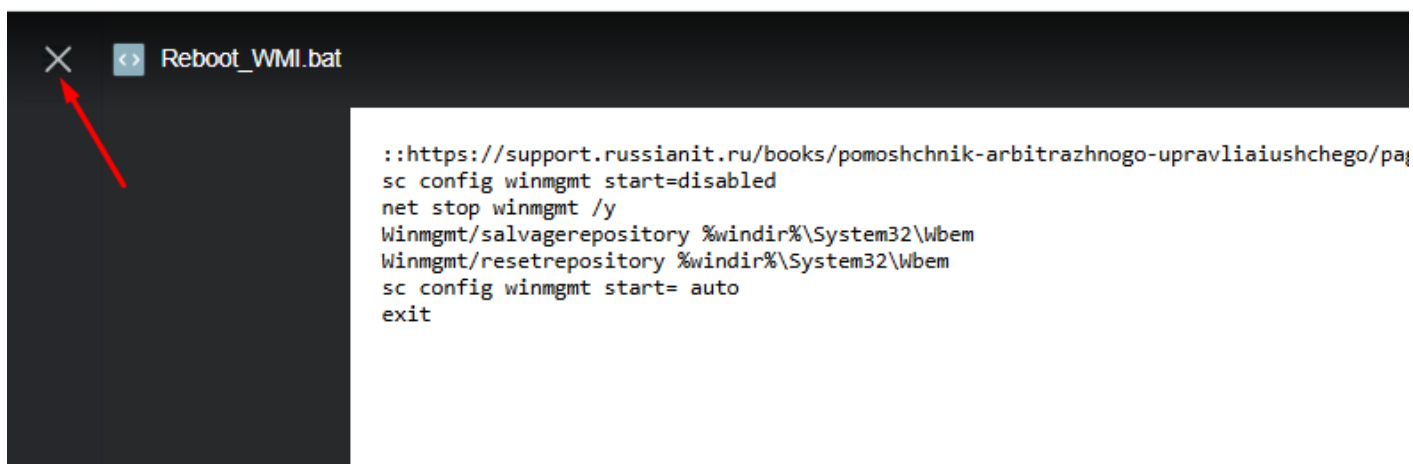 Reboot_WMI.bat
::https://support.russianit.ru/books/pomoshchnik-arbitrazhnogo-upravliaiushchego/pag
sc config winmgmt start=disabled
net stop winmgmt /y
Winmgmt/salvagerepository %windir%\System32\Wbem
Winmgmt/resetrepository %windir%\System32\Wbem
sc config winmgmt start= auto
exit